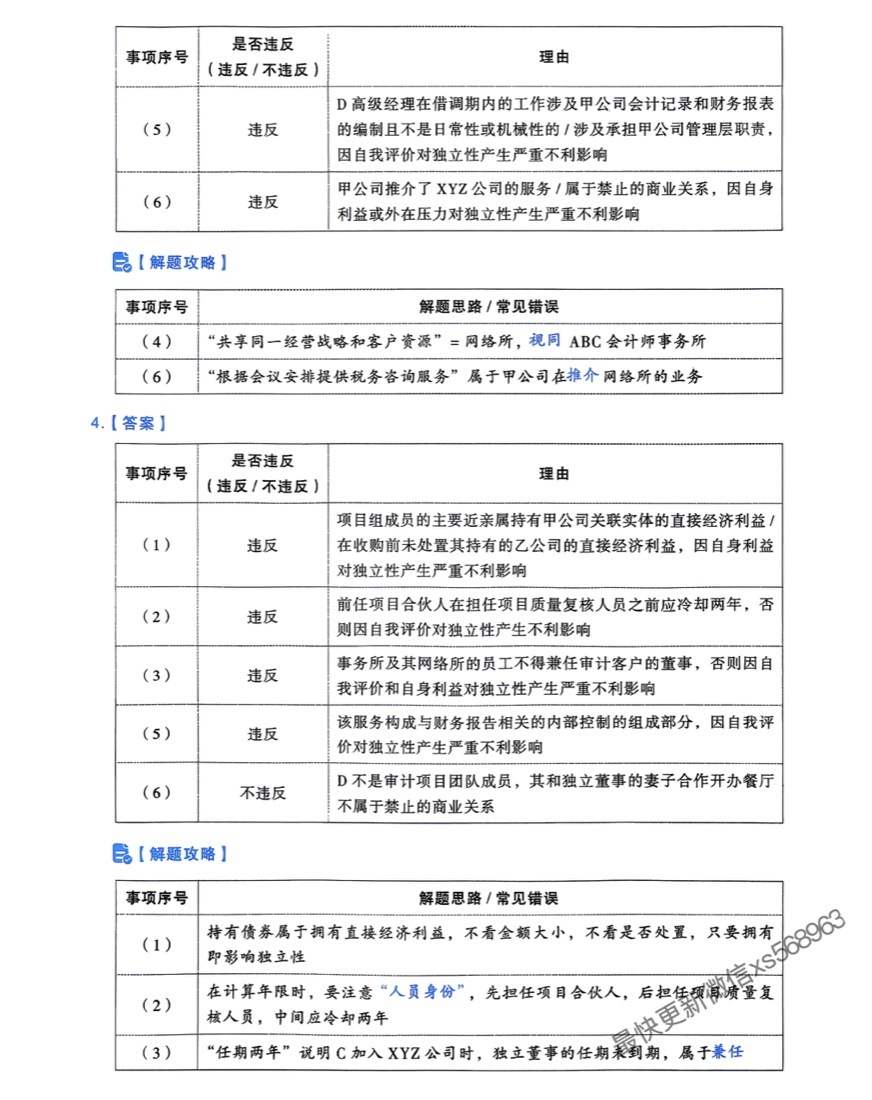 事项序号 是否违反 理由
（违反/不违反）
（5） 违反 D 高级经理在借调期内的工作涉及甲公司会计记录和财务报表
的编制且不是日常性或机械性的/涉及承担甲公司管理层职责，
因自我评价对独立性产生严重不利影响
（6） 违反 甲公司推介了 XYZ 公司的服务/属于禁止的商业关系，因自身
利益或外在压力对独立性产生严重不利影响
【解题攻略】
事项序号 解题思路/常见错误
（4） “共享同一经营战略和客户资源”= 网络所，视同 ABC 会计师事务所
（6） “根据会议安排提供税务咨询服务”属于甲公司在推介网络所的业务
4.【答案】
事项序号 是否违反 理由
（违反/不违反）
（1） 违反 项目组成员的主要近亲属持有甲公司关联实体的直接经济利益/
在收购前未处置其持有的乙公司的直接经济利益，因自身利益
对独立性产生严重不利影响
（2） 违反 前任项目合伙人在担任项目质量复核人员之前应冷却两年，否
则因自我评价对独立性产生不利影响
（3） 违反 事务所及其网络所的员工不得兼任审计客户的董事，否则因自
我评价和自身利益对独立性产生严重不利影响
（5） 违反 该服务构成与财务报告相关的内部控制的组成部分，因自我评
价对独立性产生严重不利影响
（6） 不违反 D 不是审计项目团队成员，其和独立董事的妻子合作开办餐厅
不属于禁止的商业关系
【解题攻略】
事项序号 解题思路/常见错误
（1） 持有债券属于拥有直接经济利益，不看金额大小，不看是否处置，只要拥有
即影响独立性
（2） 在计算年限时，要注意“人员身份”，先担任项目合伙人，后担任项目质量复
核人员，中间应冷却两年
（3） “任期两年”说明 C 加入 XYZ 公司时，独立董事的任期未到期，属于兼任
最快更新微信xs568963